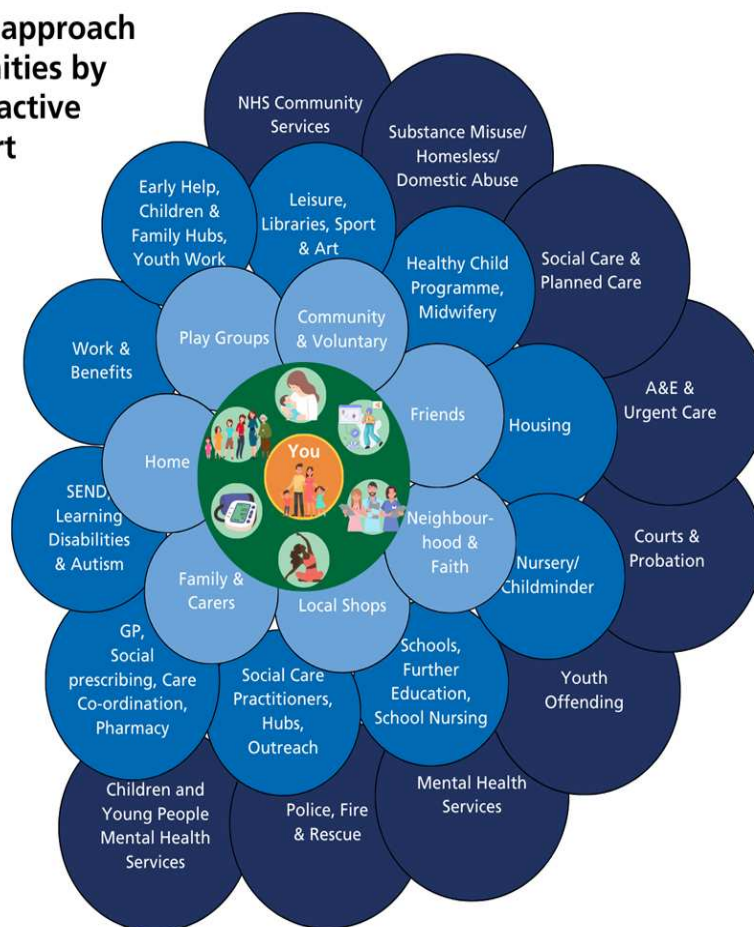 approach
ities by
active
rt
NHS Community
Services
Substance Misuse/
Homesless/
Domestic Abuse
Early Help,
Children &
Family Hubs,
Youth Work
Leisure,
Libraries, Sport
& Art
Healthy Child
Programme,
Midwifery
Social Care &
Planned Care
Work &
Benefits
Play Groups
Community
& Voluntary
Friends
Housing
A&E &
Urgent Care
Home
You
SEND,
Learning
Disabilities
& Autism
Neighbour-
hood &
Faith
Nursery/
Childminder
Courts &
Probation
Family &
Carers
Local Shops
GP,
Social
prescribing, Care
Co-ordination,
Pharmacy
Social Care
Practitioners,
Hubs,
Outreach
Schools,
Further
Education,
School Nursing
Youth
Offending
Children and
Young People
Mental Health
Services
Police, Fire
& Rescue
Mental Health
Services